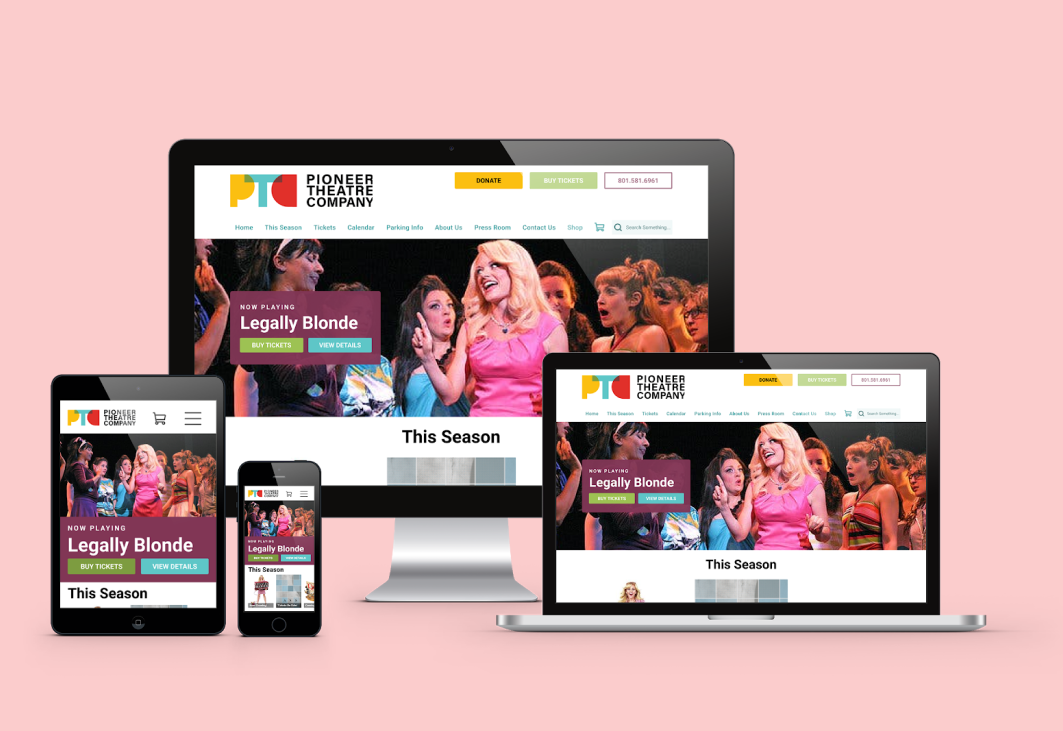 PTC
PIONEER
THEATRE
COMPANY
DONATE
BUY TICKETS
801.581.6961
Home This Season Tickets Calendar Parking Info About Us Press Room Contact Us Shop
Search Something...
NOW PLAYING
Legally Blonde
BUY TICKETS VIEW DETAILS
This Season
PTC
PIONEER
THEATRE
COMPANY
NOW PLAYING
Legally Blonde
BUY TICKETS VIEW DETAILS
This Season
PTC
PIONEER
THEATRE
COMPANY
NOW PLAYING
Legally Blonde
BUY TICKETS VIEW DETAILS
This Season
PTC
PIONEER
THEATRE
COMPANY
DONATE
BUY TICKETS
801.581.6961
Home This Season Tickets Calendar Parking Info About Us Press Room Contact Us Shop
Search Something...
NOW PLAYING
Legally Blonde
BUY TICKETS VIEW DETAILS
This Season